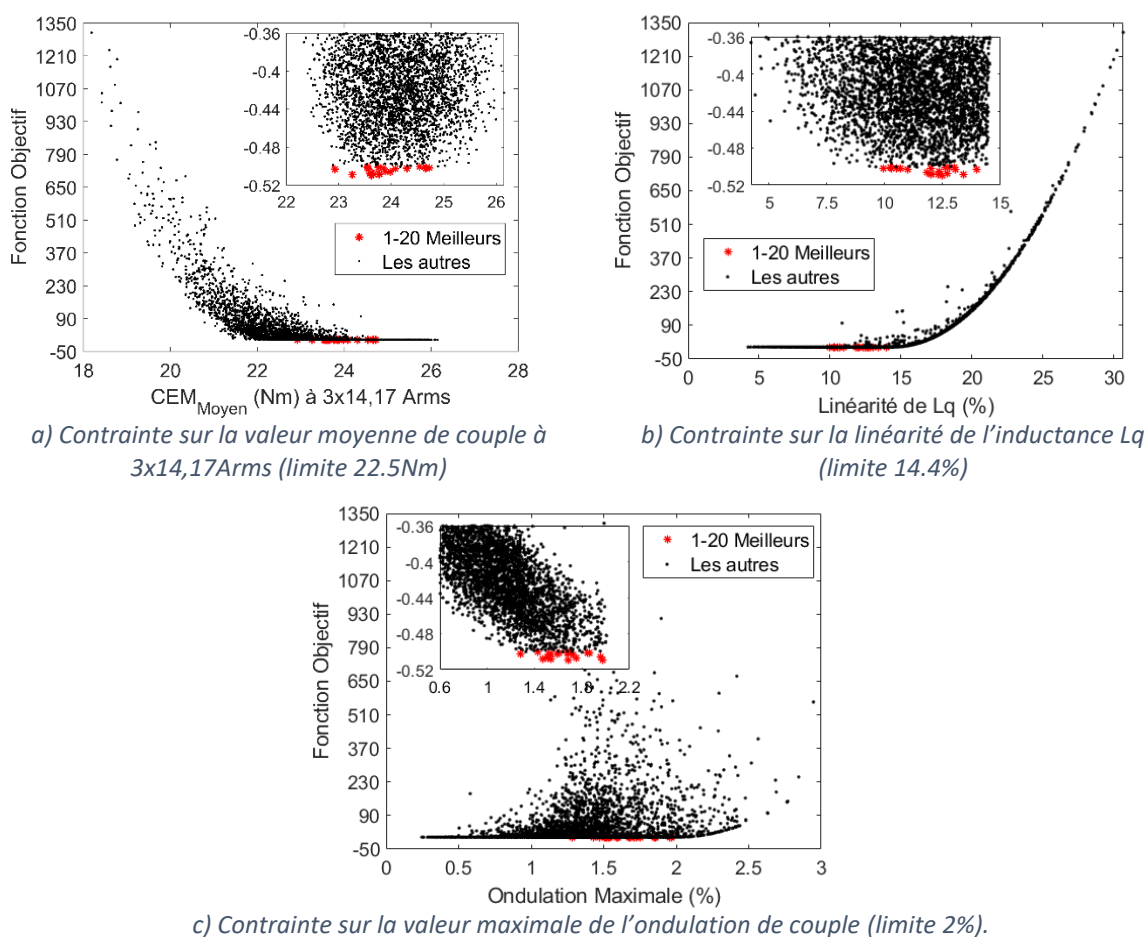 1350
1210
1070
930
790
650
510
370
230
90
-50
Fonction Objectif
-0.36
-0.4
-0.44
-0.48
-0.52
22 23 24 25 26
1-20 Meilleurs
Les autres
18 20 22 24 26 28
CEM_Moyen (Nm) à 3x14,17 Arms
a) Contrainte sur la valeur moyenne de couple à
3x14,17Arms (limite 22.5Nm)
1350
1210
1070
930
790
650
510
370
230
90
-50
Fonction Objectif
-0.36
-0.4
-0.44
-0.48
-0.52
5 7.5 10 12.5 15
1-20 Meilleurs
Les autres
0 5 10 15 20 25 30
Linéarité de Lq (%)
b) Contrainte sur la linéarité de l’inductance Lq
(limite 14.4%)
1350
1210
1070
930
790
650
510
370
230
90
-50
Fonction Objectif
-0.36
-0.4
-0.44
-0.48
-0.52
0.6 1 1.4 1.8 2.2
1-20 Meilleurs
Les autres
0 0.5 1 1.5 2 2.5 3
Ondulation Maximale (%)
c) Contrainte sur la valeur maximale de l’ondulation de couple (limite 2%).